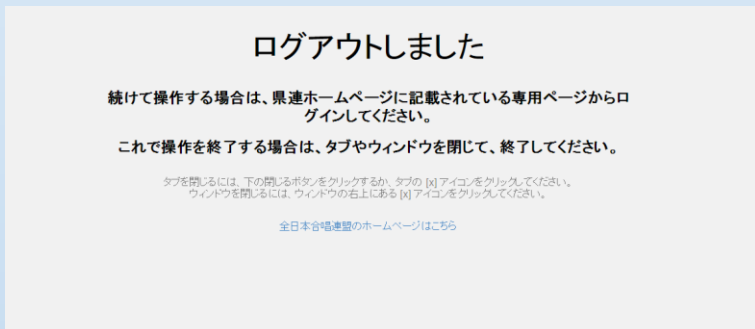 ログアウトしました
続けて操作する場合は、県連ホームページに記載されている専用ページからロ
グインしてください。
これで操作を終了する場合は、タブやウィンドウを閉じて、終了してください。
タブを閉じるには、下の閉じるボタンをクリックするか、タブの [x] アイコンをクリックしてください。
ウィンドウを閉じるには、ウィンドウの右上にある [x] アイコンをクリックしてください。
全日本合唱連盟のホームページはこちら